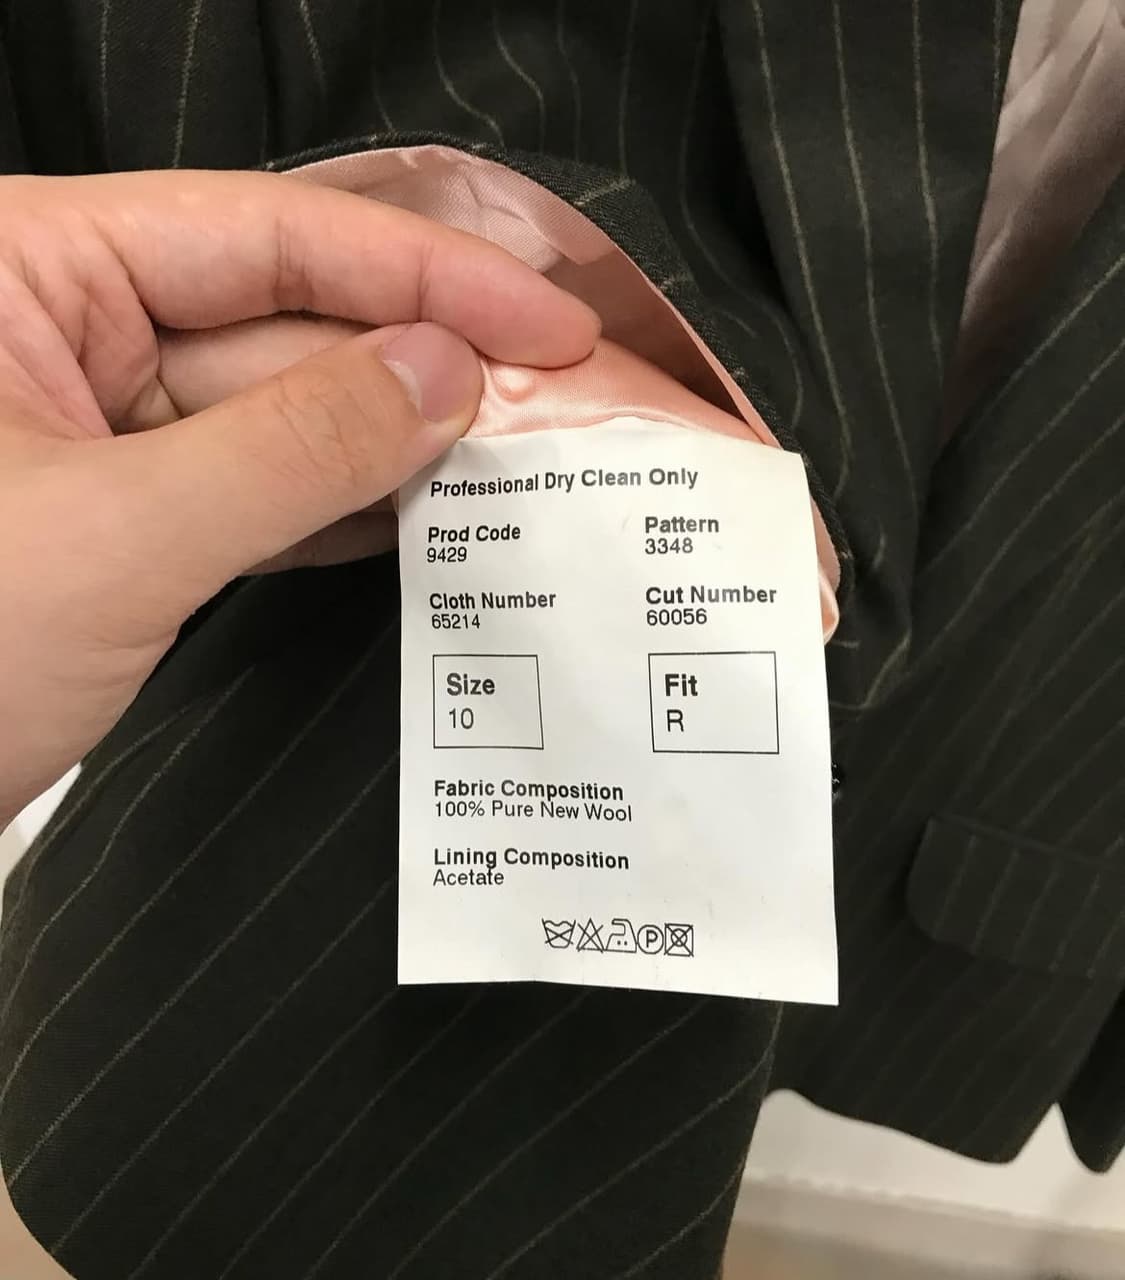 Professional Dry Clean Only
Prod Code
9429
Pattern
3348
Cloth Number
65214
Cut Number
60056
Size
10
Fit
R
Fabric Composition
100% Pure New Wool
Lining Composition
Acetate
P